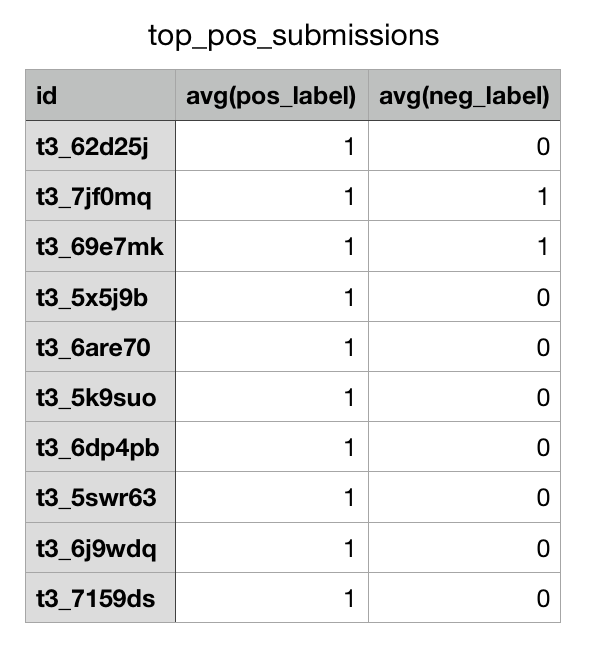 top_pos_submissions
id avg(pos_label) avg(neg_label)
t3_62d25j 1 0
t3_7jf0mq 1 1
t3_69e7mk 1 1
t3_5x5j9b 1 0
t3_6are70 1 0
t3_5k9suo 1 0
t3_6dp4pb 1 0
t3_5swr63 1 0
t3_6j9wdq 1 0
t3_7159ds 1 0